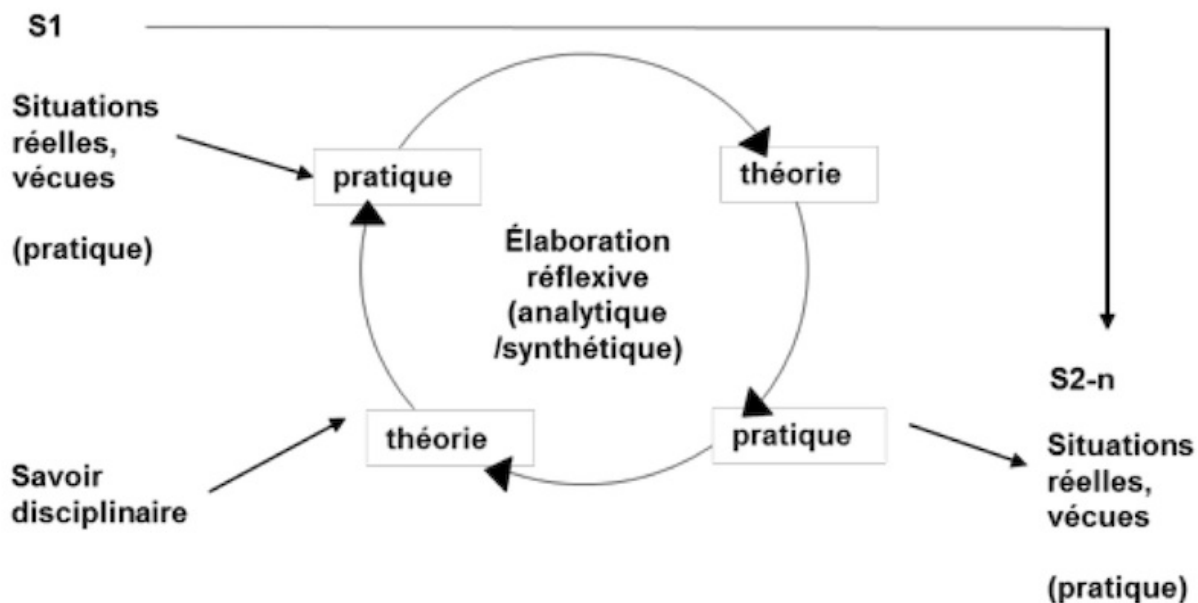 S1
Situations
réelles,
vécues
(pratique)
pratique
théorie
Élaboration
réflexive
(analytique
/synthétique)
théorie
pratique
Savoir
disciplinaire
S2-n
Situations
réelles,
vécues
(pratique)